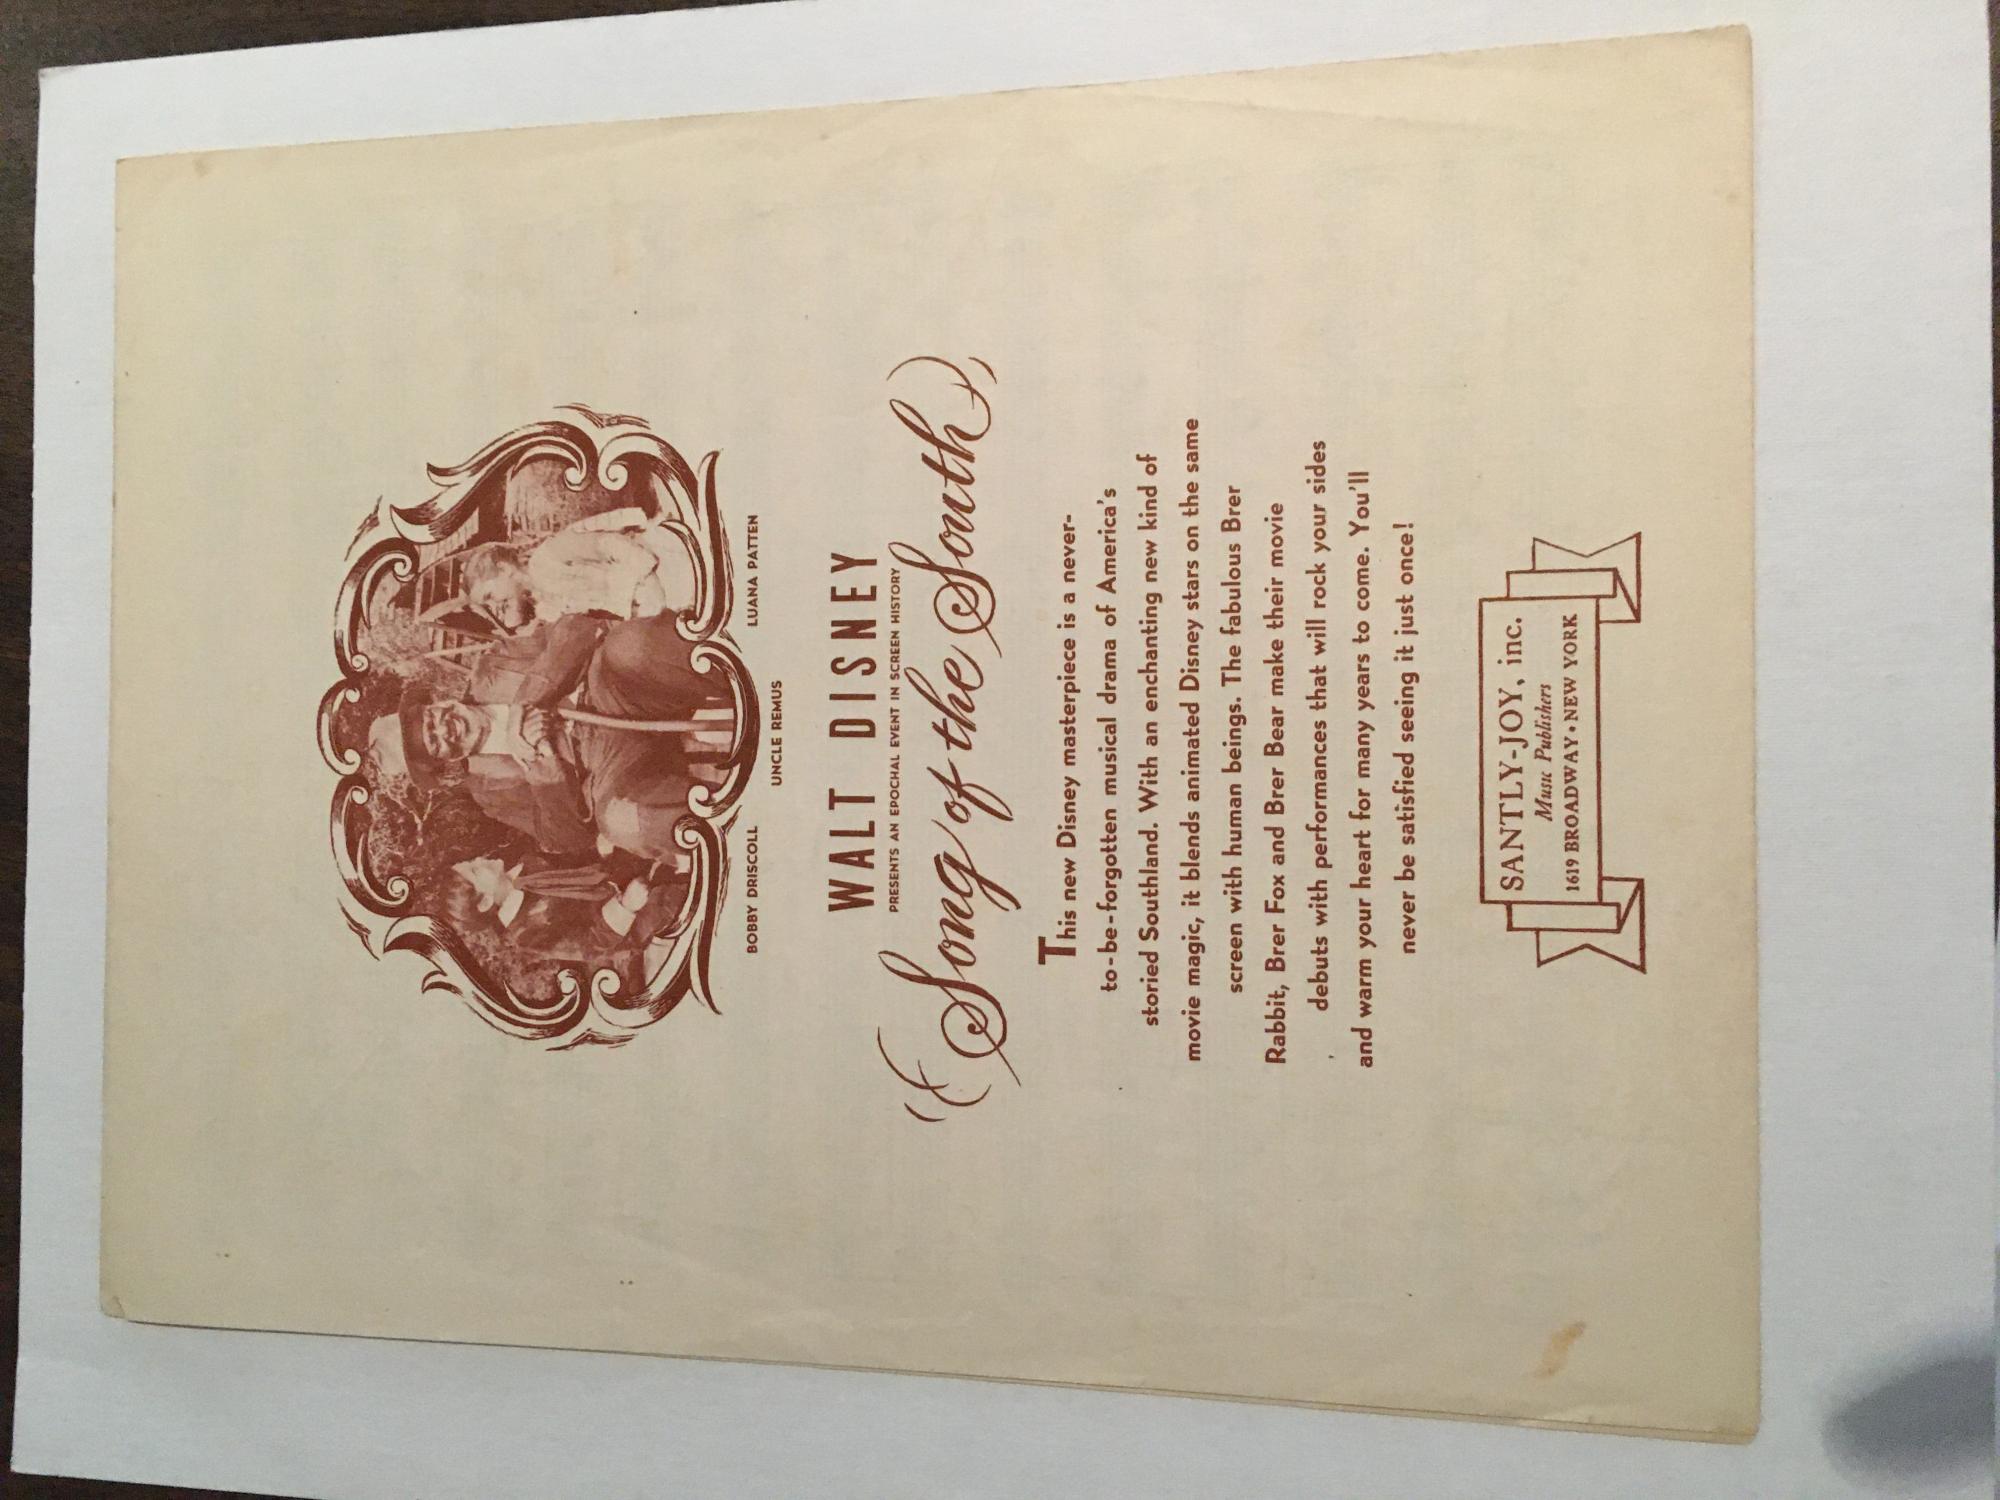 BOBBY DRISCOLL LUANA PATTEN
UNCLE REMUS
WALT DISNEY
PRESENTS AN EPOCHAL EVENT IN SCREEN HISTORY
Song of the South
This new Disney masterpiece is a never-
to-be-forgotten musical drama of America's
storied Southland. With an enchanting new kind of
movie magic, it blends animated Disney stars on the same
screen with human beings. The fabulous Brer
Rabbit, Brer Fox and Brer Bear make their movie
debuts with performances that will rock your sides
and warm your heart for many years to come. You'll
never be satisfied seeing it just once!
SANTLY-JOY, inc.
Music Publishers
1619 BROADWAY • NEW YORK